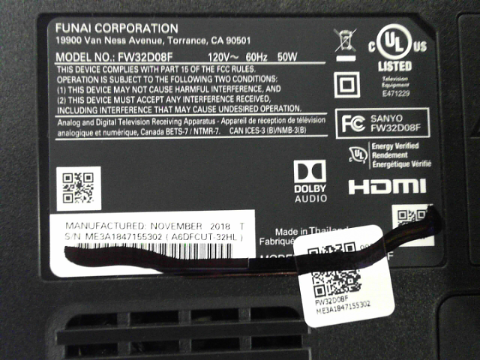 FUNAI CORPORATION
19900 Van Ness Avenue, Torrance, CA 90501
MODEL NO.: FW32D08F 120V~ 60Hz 50W
THIS DEVICE COMPLIES WITH PART 15 OF THE FCC RULES.
OPERATION IS SUBJECT TO THE FOLLOWING TWO CONDITIONS:
(1) THIS DEVICE MAY NOT CAUSE HARMFUL INTERFERENCE, AND
(2) THIS DEVICE MUST ACCEPT ANY INTERFERENCE RECEIVED,
INCLUDING INTERFERENCE THAT MAY CAUSE UNDESIRED OPERATION.
Analog and Digital Television Receiving Apparatus - Appareil de réception de télévision
analogique et numérique, Canada BETS-7 / NTMR-7. CAN ICES-3 (B)/NMB-3(B)
c UL US
LISTED
Television
Equipment
E471229
FC SANYO
FW32D08F
Energy Verified
Rendement
Énergétique Vérifié
DOLBY
AUDIO
HDMI
MANUFACTURED: NOVEMBER 2018 T
S/N: ME3A1847155302 ( A6DFCUT-32HL )
Made in Thailand
Fabriqué
FW32D08F
ME3A1847155302